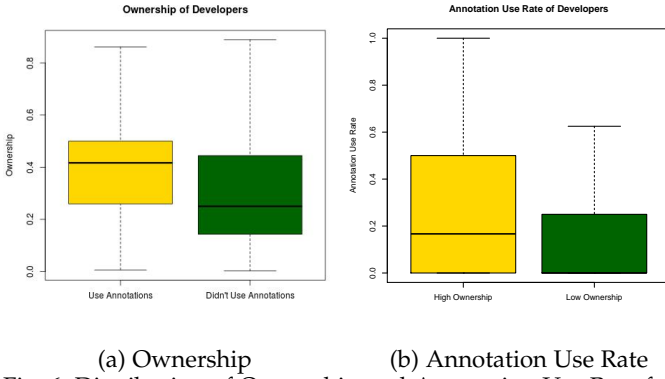 Ownership of Developers
Ownership
0.0
0.2
0.4
0.6
0.8
Use Annotations
Didn't Use Annotations
Annotation Use Rate of Developers
Annotation Use Rate
0.0
0.2
0.4
0.6
0.8
1.0
High Ownership
Low Ownership
(a) Ownership
(b) Annotation Use Rate